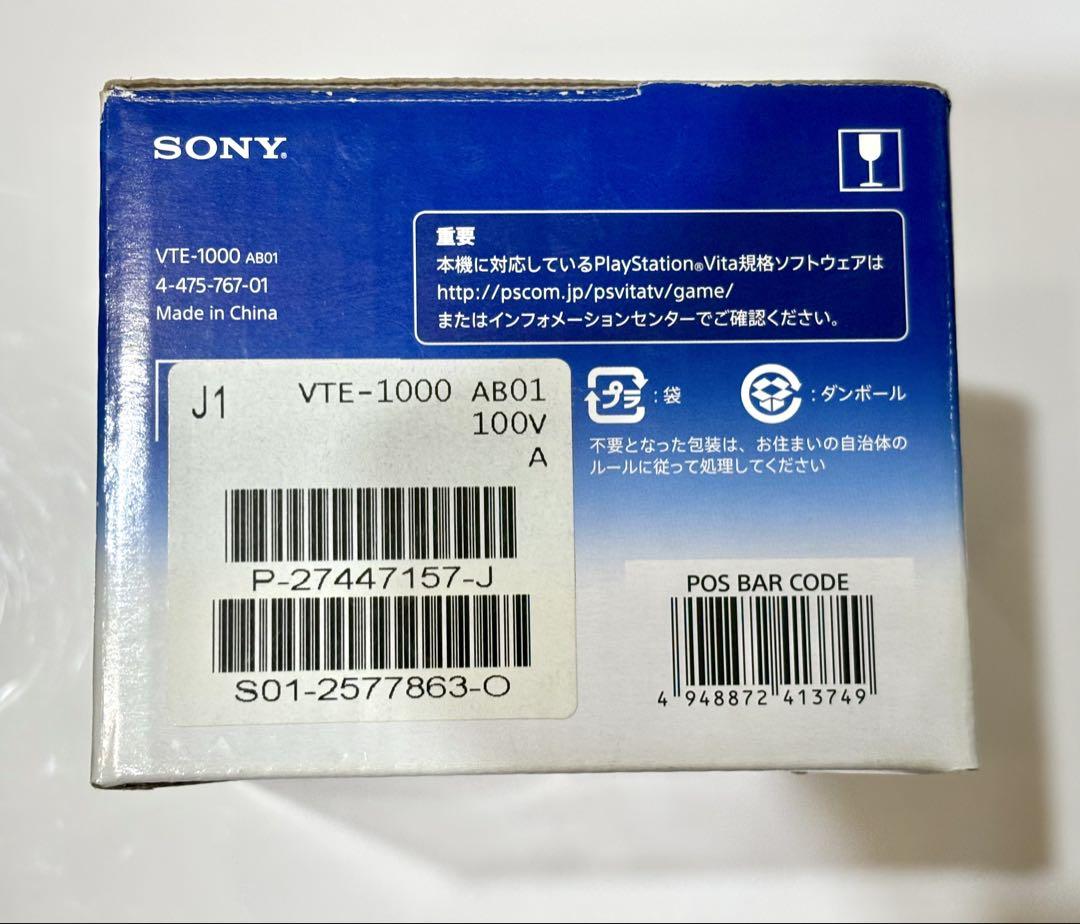 SONY®
VTE-1000 AB01
4-475-767-01
Made in China
重要
本機に対応しているPlayStation®Vita規格ソフトウェアは
http://pscom.jp/psvitatv/game/
またはインフォメーションセンターでご確認ください。
J1 VTE-1000 AB01
100V
A
P-27447157-J
S01-2577863-O
プラ : 袋
: ダンボール
不要となった包装は、お住まいの自治体の
ルールに従って処理してください
POS BAR CODE
4 948872 413749